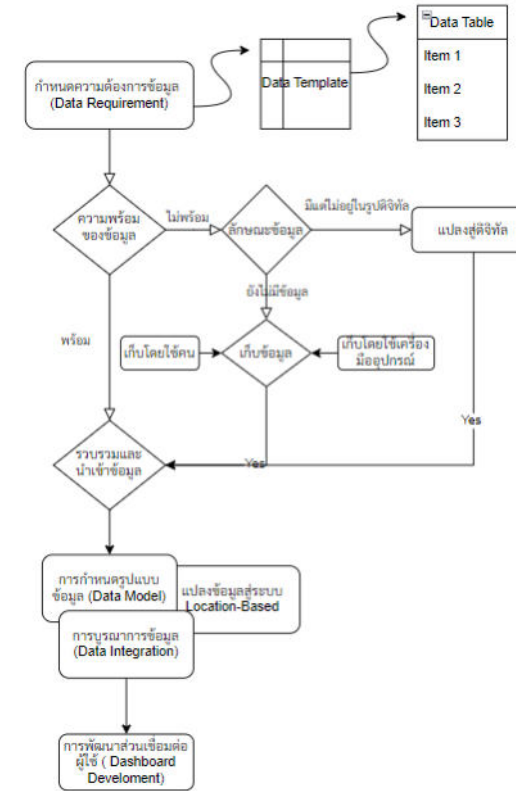 กำหนดความต้องการข้อมูล
(Data Requirement)
Data Template
Data Table
Item 1
Item 2
Item 3
ความพร้อม
ของข้อมูล
ไม่พร้อม
ลักษณะข้อมูล
มีแต่ไม่อยู่ในรูปดิจิทัล
แปลงสู่ดิจิทัล
ยังไม่มีข้อมูล
พร้อม
เก็บโดยใช้คน
เก็บข้อมูล
เก็บโดยใช้เครื่อง
มืออุปกรณ์
Yes
รวบรวมและ
นำเข้าข้อมูล
Yes
การกำหนดรูปแบบ
ข้อมูล (Data Model)
แปลงข้อมูลสู่ระบบ
Location-Based
การบูรณาการข้อมูล
(Data Integration)
การพัฒนาส่วนเชื่อมต่อ
ผู้ใช้ ( Dashboard
Develoment)